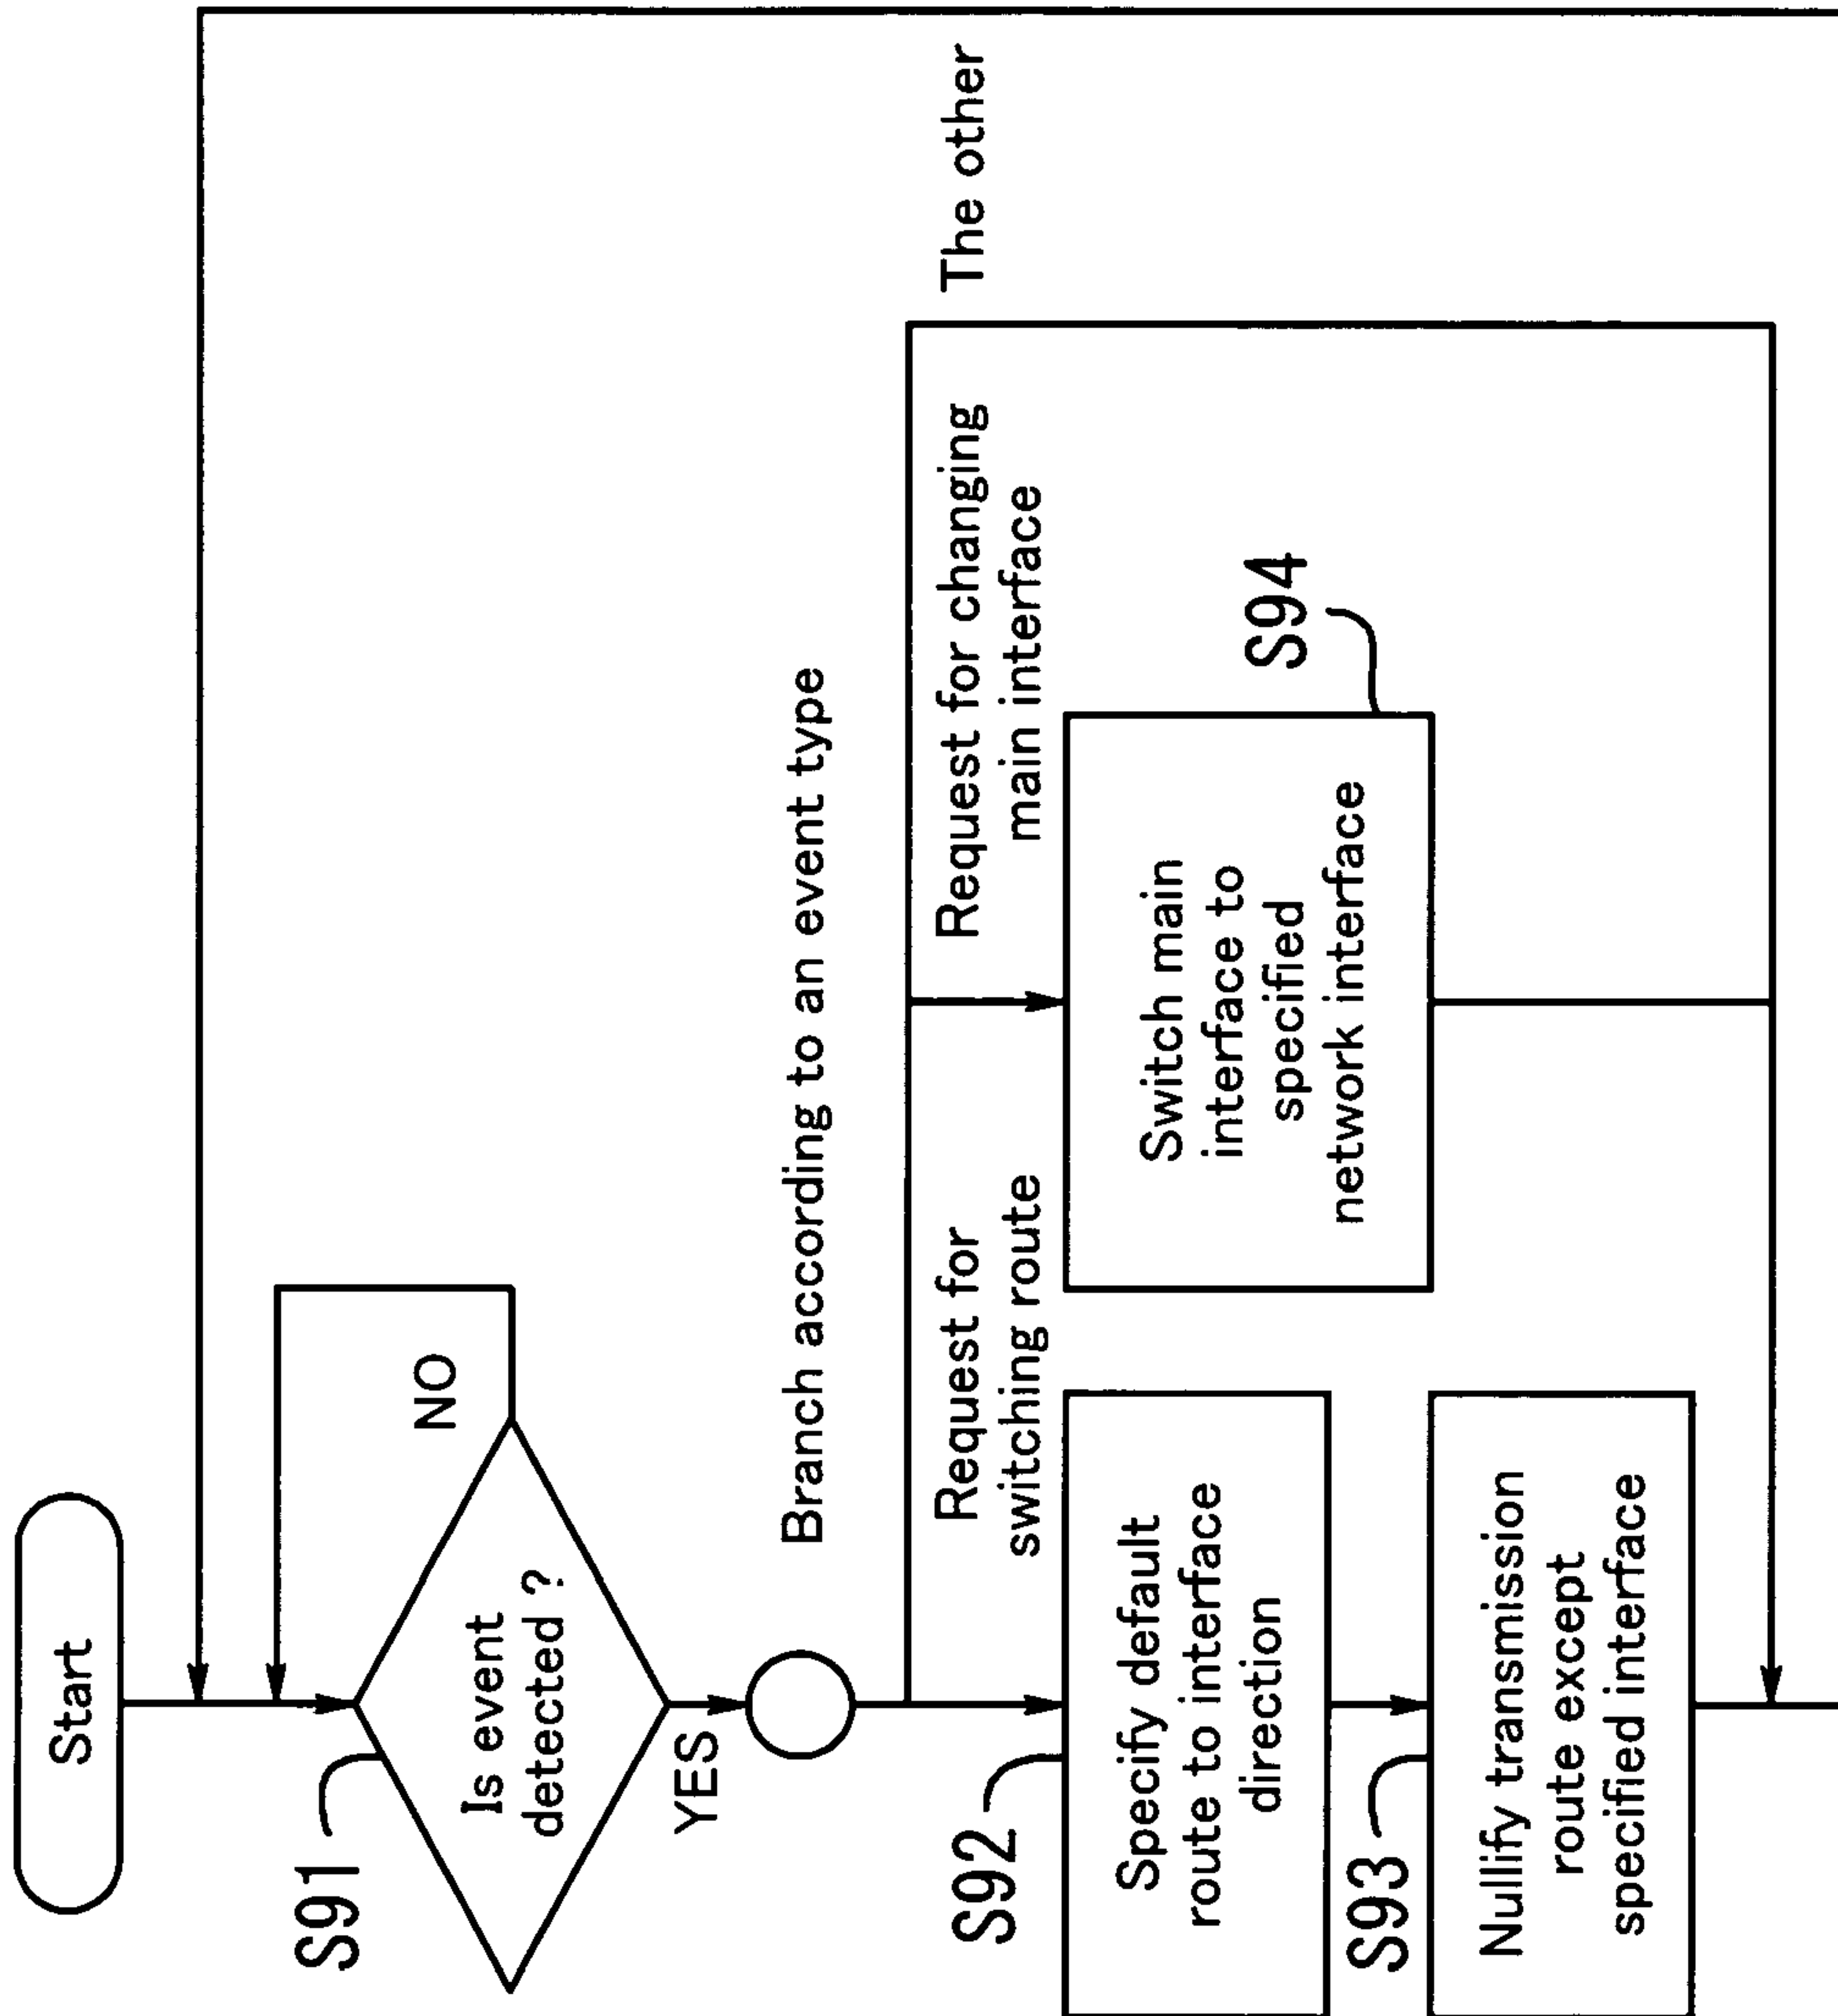 Start
S91
Is event
detected ?
NO
YES
Branch according to an event type
Request for
switching route
Request for changing
main interface
The other
S92
Specify default
route to interface
direction
S94
Switch main
interface to
specified
network interface
S93
Nullify transmission
route except
specified interface